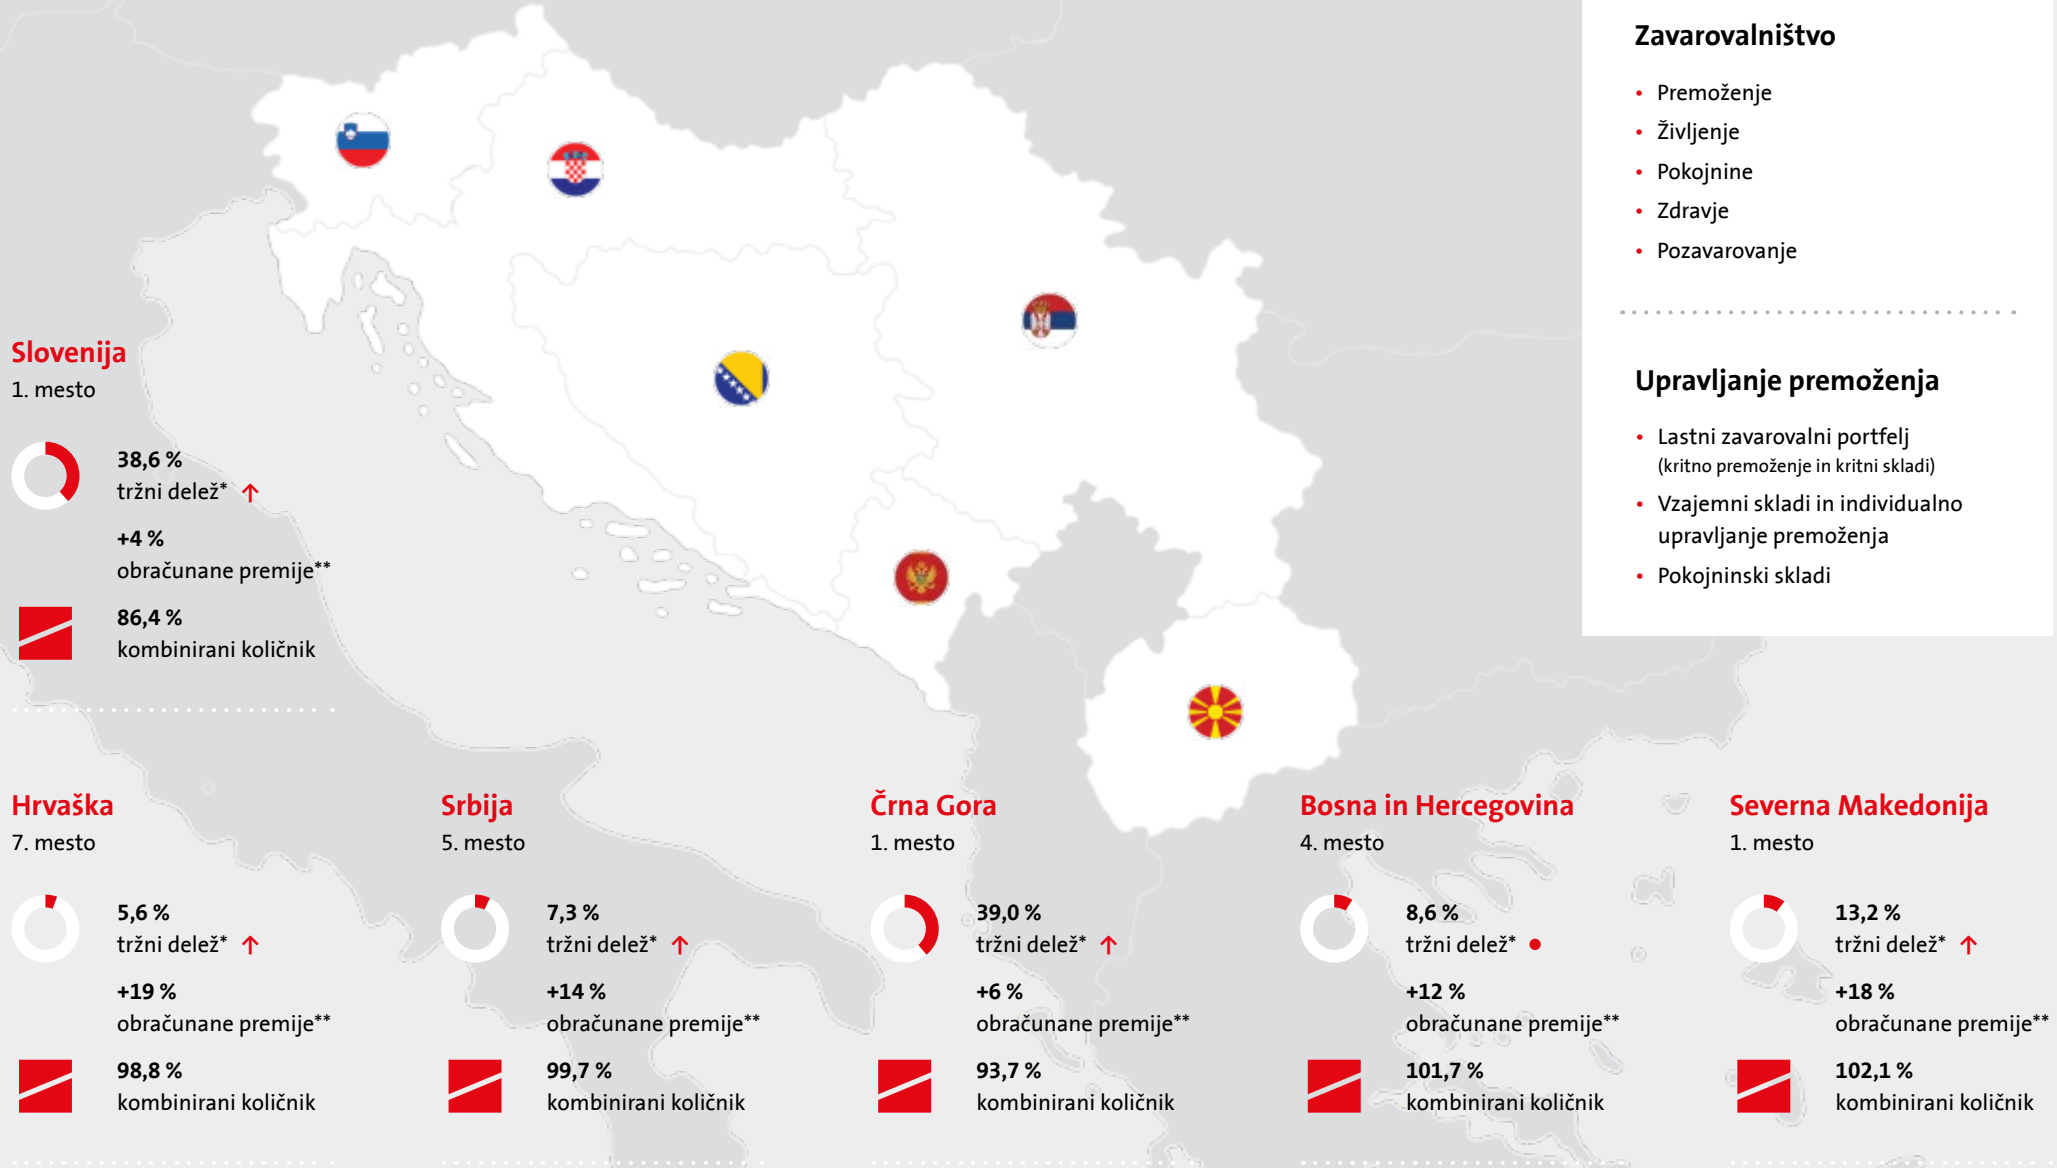 Zavarovalništvo
• Premoženje
• Življenje
• Pokojnine
• Zdravje
• Pozavarovanje
Upravljanje premoženja
• Lastni zavarovalni portfelj
(kritno premoženje in kritni skladi)
• Vzajemni skladi in individualno
upravljanje premoženja
• Pokojninski skladi
Slovenija
1. mesto
38,6 %
tržni delež* ↑
+4 %
obračunane premije**
86,4 %
kombinirani količnik
Hrvaška
7. mesto
5,6 %
tržni delež* ↑
+19 %
obračunane premije**
98,8 %
kombinirani količnik
Srbija
5. mesto
7,3 %
tržni delež* ↑
+14 %
obračunane premije**
99,7 %
kombinirani količnik
Črna Gora
1. mesto
39,0 %
tržni delež* ↑
+6 %
obračunane premije**
93,7 %
kombinirani količnik
Bosna in Hercegovina
4. mesto
8,6 %
tržni delež* •
+12 %
obračunane premije**
101,7 %
kombinirani količnik
Severna Makedonija
1. mesto
13,2 %
tržni delež* ↑
+18 %
obračunane premije**
102,1 %
kombinirani količnik